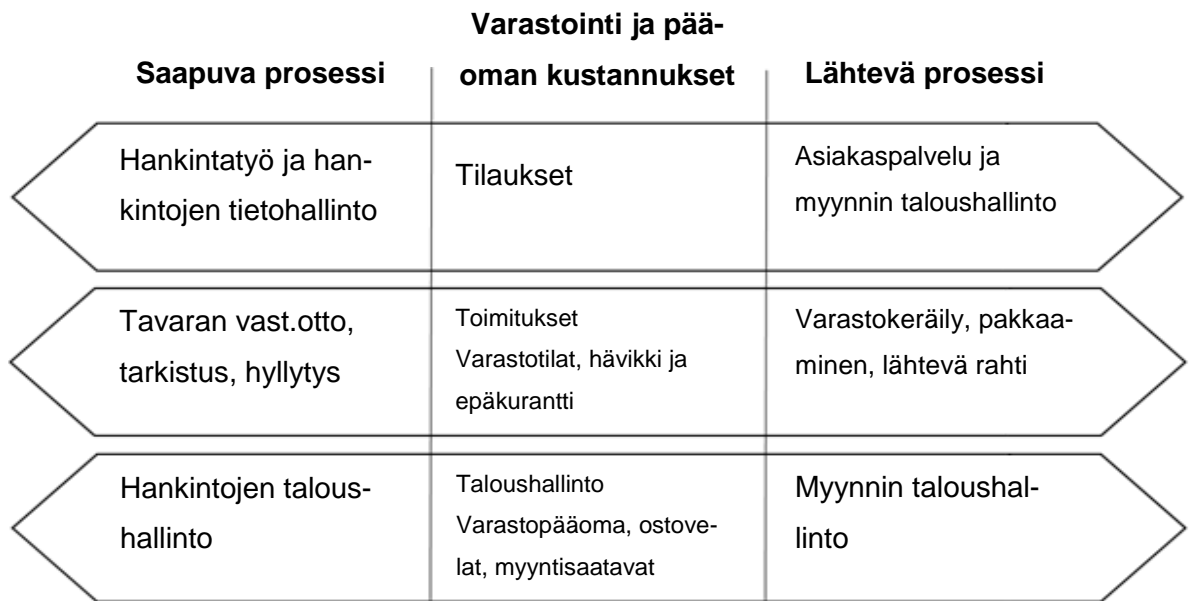 Saapuva prosessi
Varastointi ja pää-
oman kustannukset
Lähtevä prosessi
Hankintatyö ja han-
kintojen tietohallinto
Tilaukset
Asiakaspalvelu ja
myynnin taloushallinto
Tavaran vast.otto,
tarkistus, hyllytys
Toimitukset
Varastotilat, hävikki ja
epäkurantti
Varastokeräily, pakkaa-
minen, lähtevä rahti
Hankintojen talous-
hallinto
Taloushallinto
Varastopääoma, ostove-
lat, myyntisaatavat
Myynnin taloushal-
linto